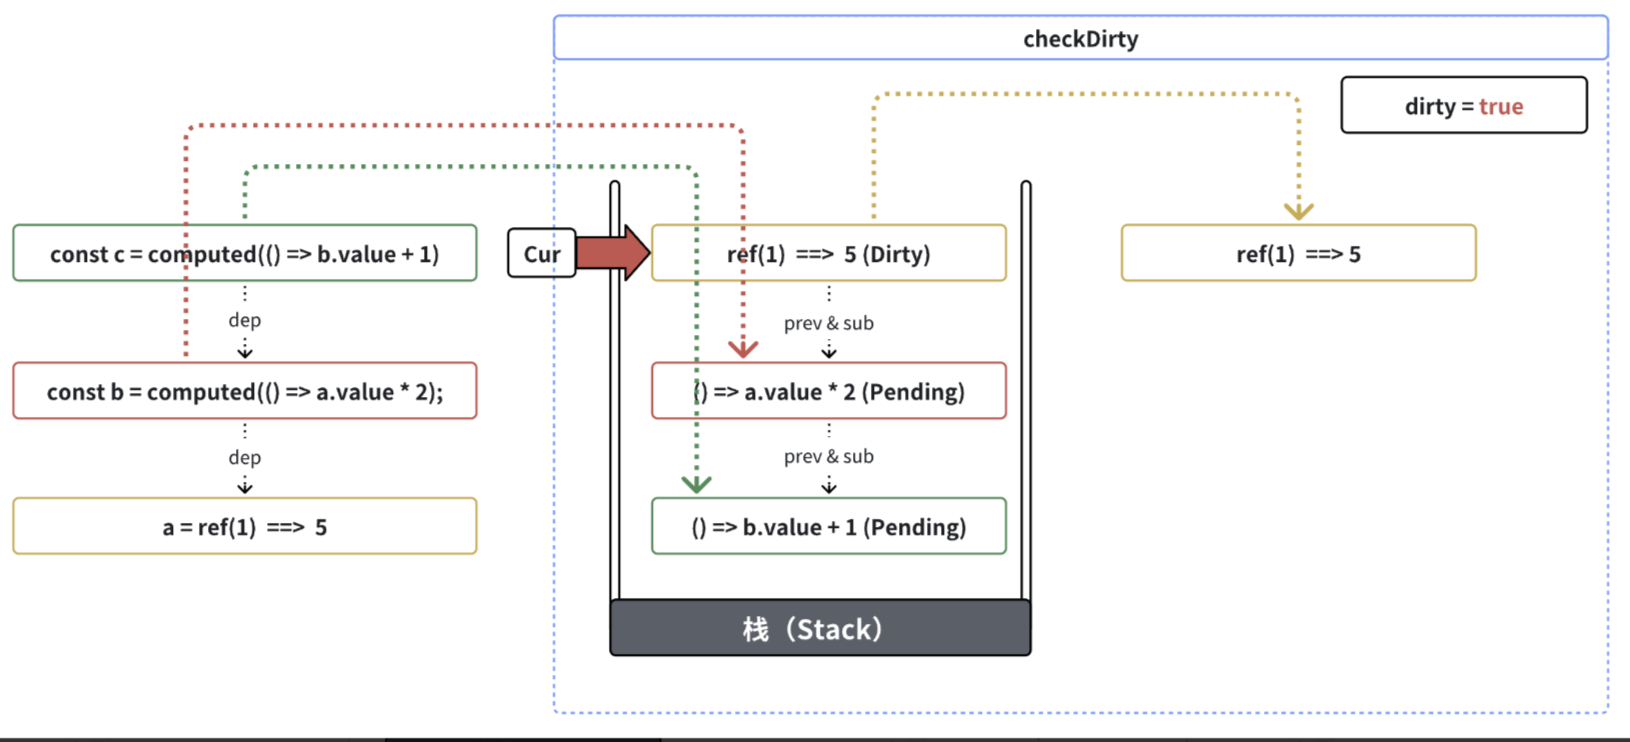 checkDirty
dirty = true
const c = computed(() => b.value + 1)
Cur
ref(1) ==> 5 (Dirty)
ref(1) ==> 5
dep
prev & sub
const b = computed(() => a.value * 2);
() => a.value * 2 (Pending)
dep
prev & sub
a = ref(1) ==> 5
() => b.value + 1 (Pending)
栈（Stack）